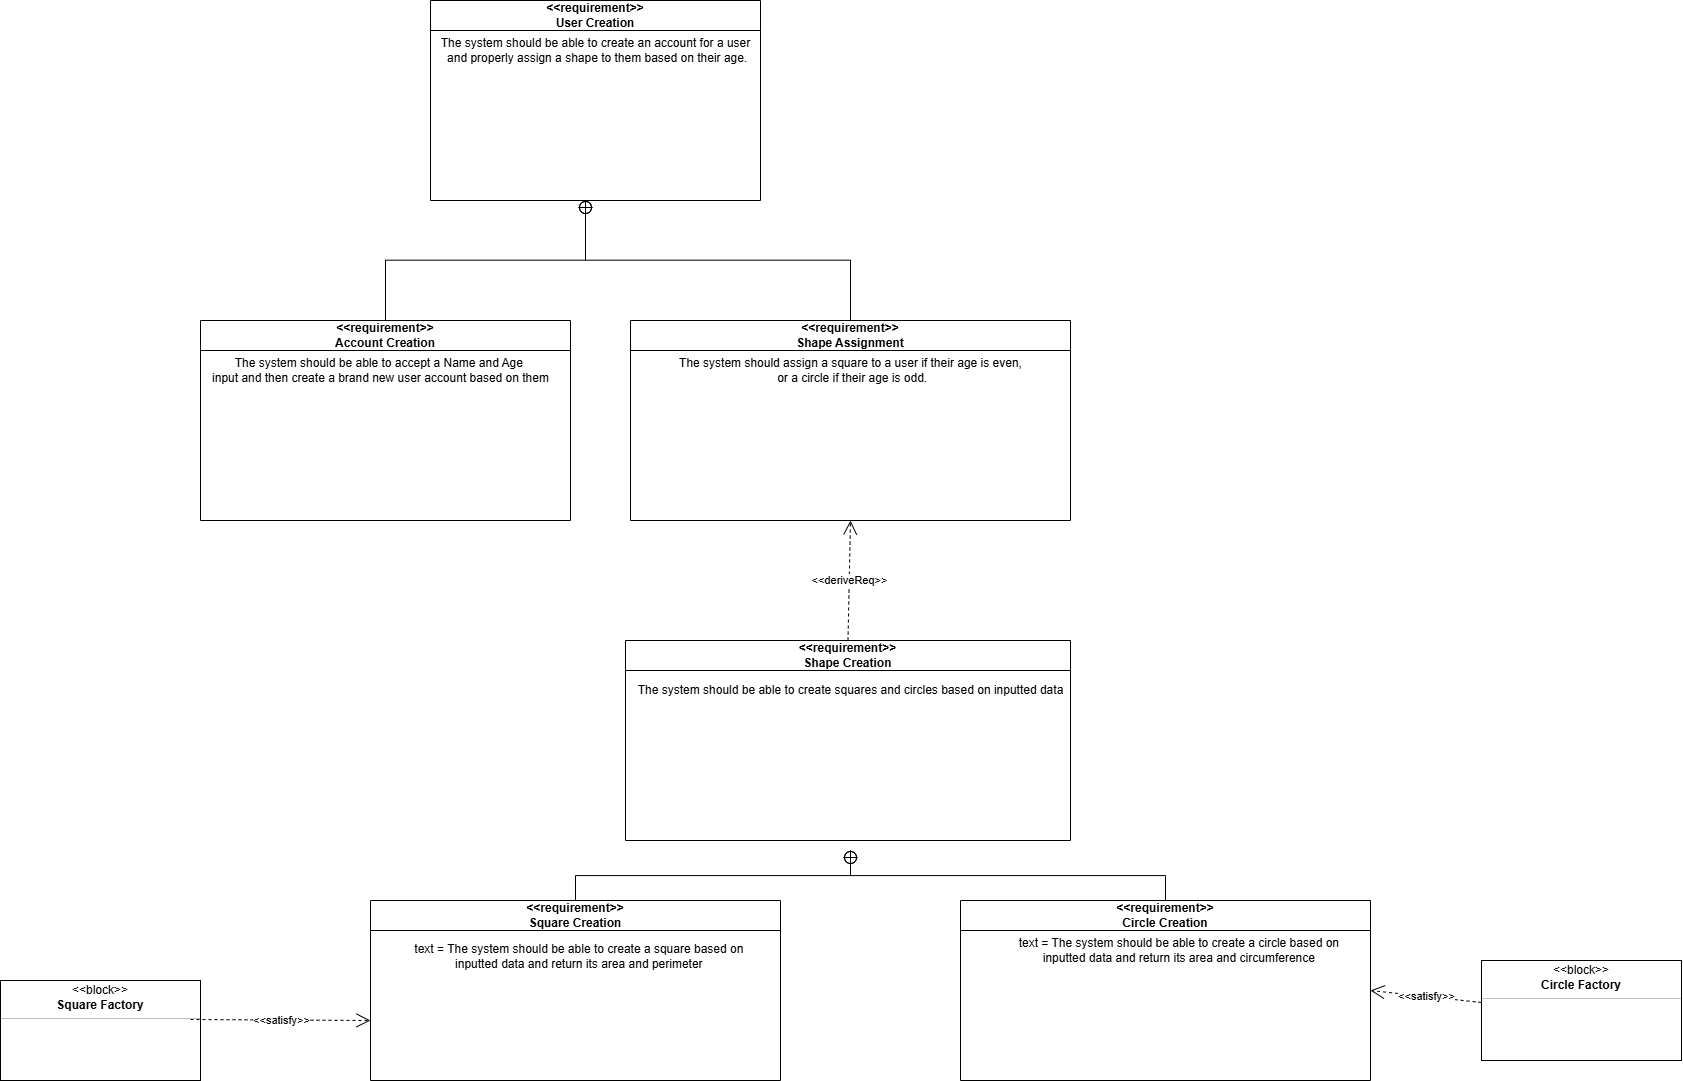 <<requirement>>
User Creation
The system should be able to create an account for a user
and properly assign a shape to them based on their age.
<<requirement>>
Account Creation
The system should be able to accept a Name and Age
input and then create a brand new user account based on them
<<requirement>>
Shape Assignment
The system should assign a square to a user if their age is even,
or a circle if their age is odd.
<<deriveReq>>
<<requirement>>
Shape Creation
The system should be able to create squares and circles based on inputted data
<<requirement>>
Square Creation
text = The system should be able to create a square based on
inputted data and return its area and perimeter
<<requirement>>
Circle Creation
text = The system should be able to create a circle based on
inputted data and return its area and circumference
<<block>>
Square Factory
<<satisfy>>
<<satisfy>>
<<block>>
Circle Factory